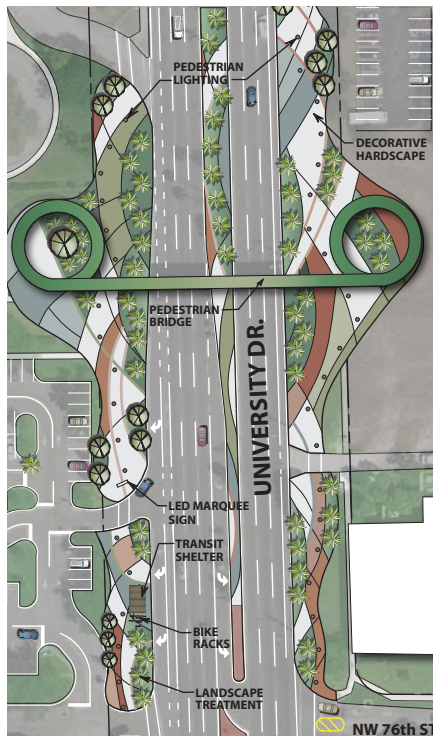 PEDESTRIAN
LIGHTING
DECORATIVE
HARDSCAPE
PEDESTRIAN
BRIDGE
UNIVERSITY DR.
LED MARQUEE
SIGN
TRANSIT
SHELTER
BIKE
RACKS
LANDSCAPE
TREATMENT
NW 76th ST